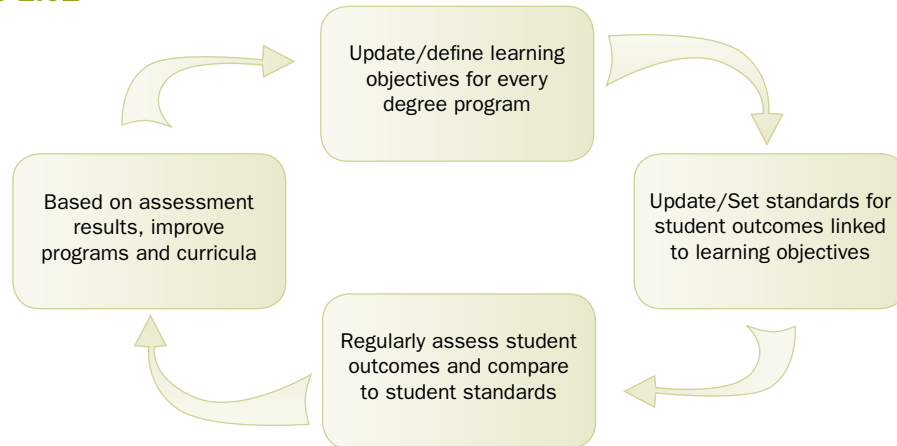 Update/define learning
objectives for every
degree program
Update/Set standards for
student outcomes linked
to learning objectives
Regularly assess student
outcomes and compare
to student standards
Based on assessment
results, improve
programs and curricula